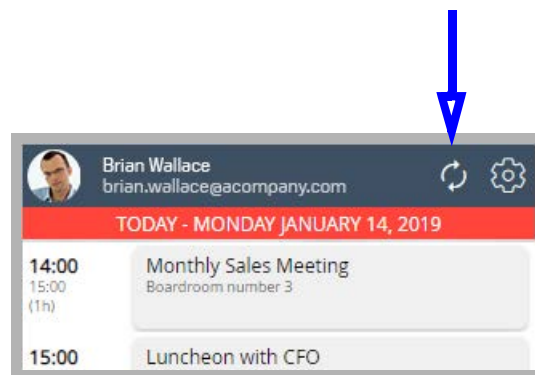 Brian Wallace
brian.wallace@acompany.com
TODAY - MONDAY JANUARY 14, 2019
14:00 Monthly Sales Meeting
15:00 Boardroom number 3
(1h)
15:00 Luncheon with CFO